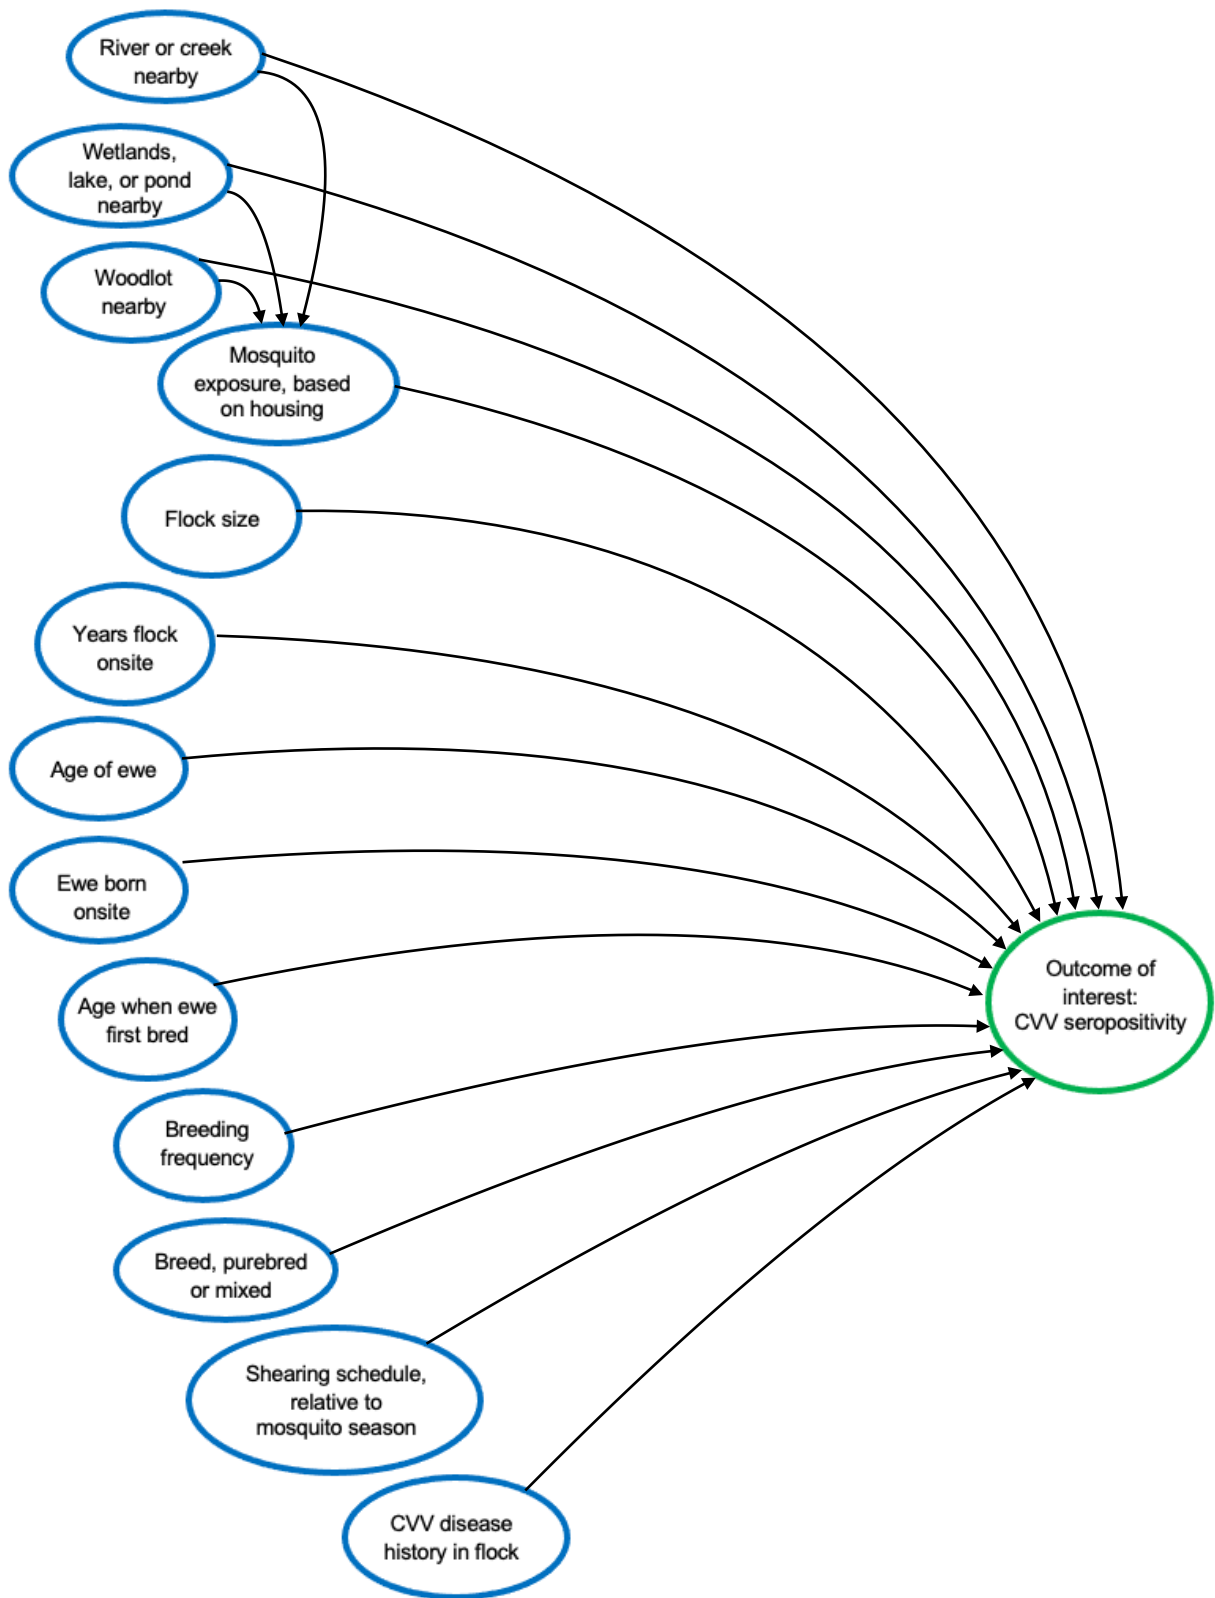 River or creek
nearby
Wetlands,
lake, or pond
nearby
Woodlot
nearby
Mosquito
exposure, based
on housing
Flock size
Years flock
onsite
Age of ewe
Ewe born
onsite
Age when ewe
first bred
Breeding
frequency
Breed, purebred
or mixed
Shearing schedule,
relative to
mosquito season
CVV disease
history in flock
Outcome of
interest:
CVV seropositivity